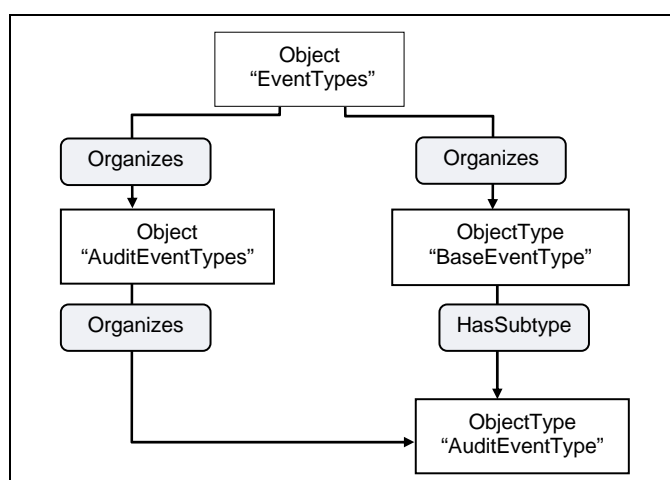 Object
“EventTypes”
Organizes
Organizes
Object
“AuditEventTypes”
ObjectType
“BaseEventType”
Organizes
HasSubtype
ObjectType
“AuditEventType”